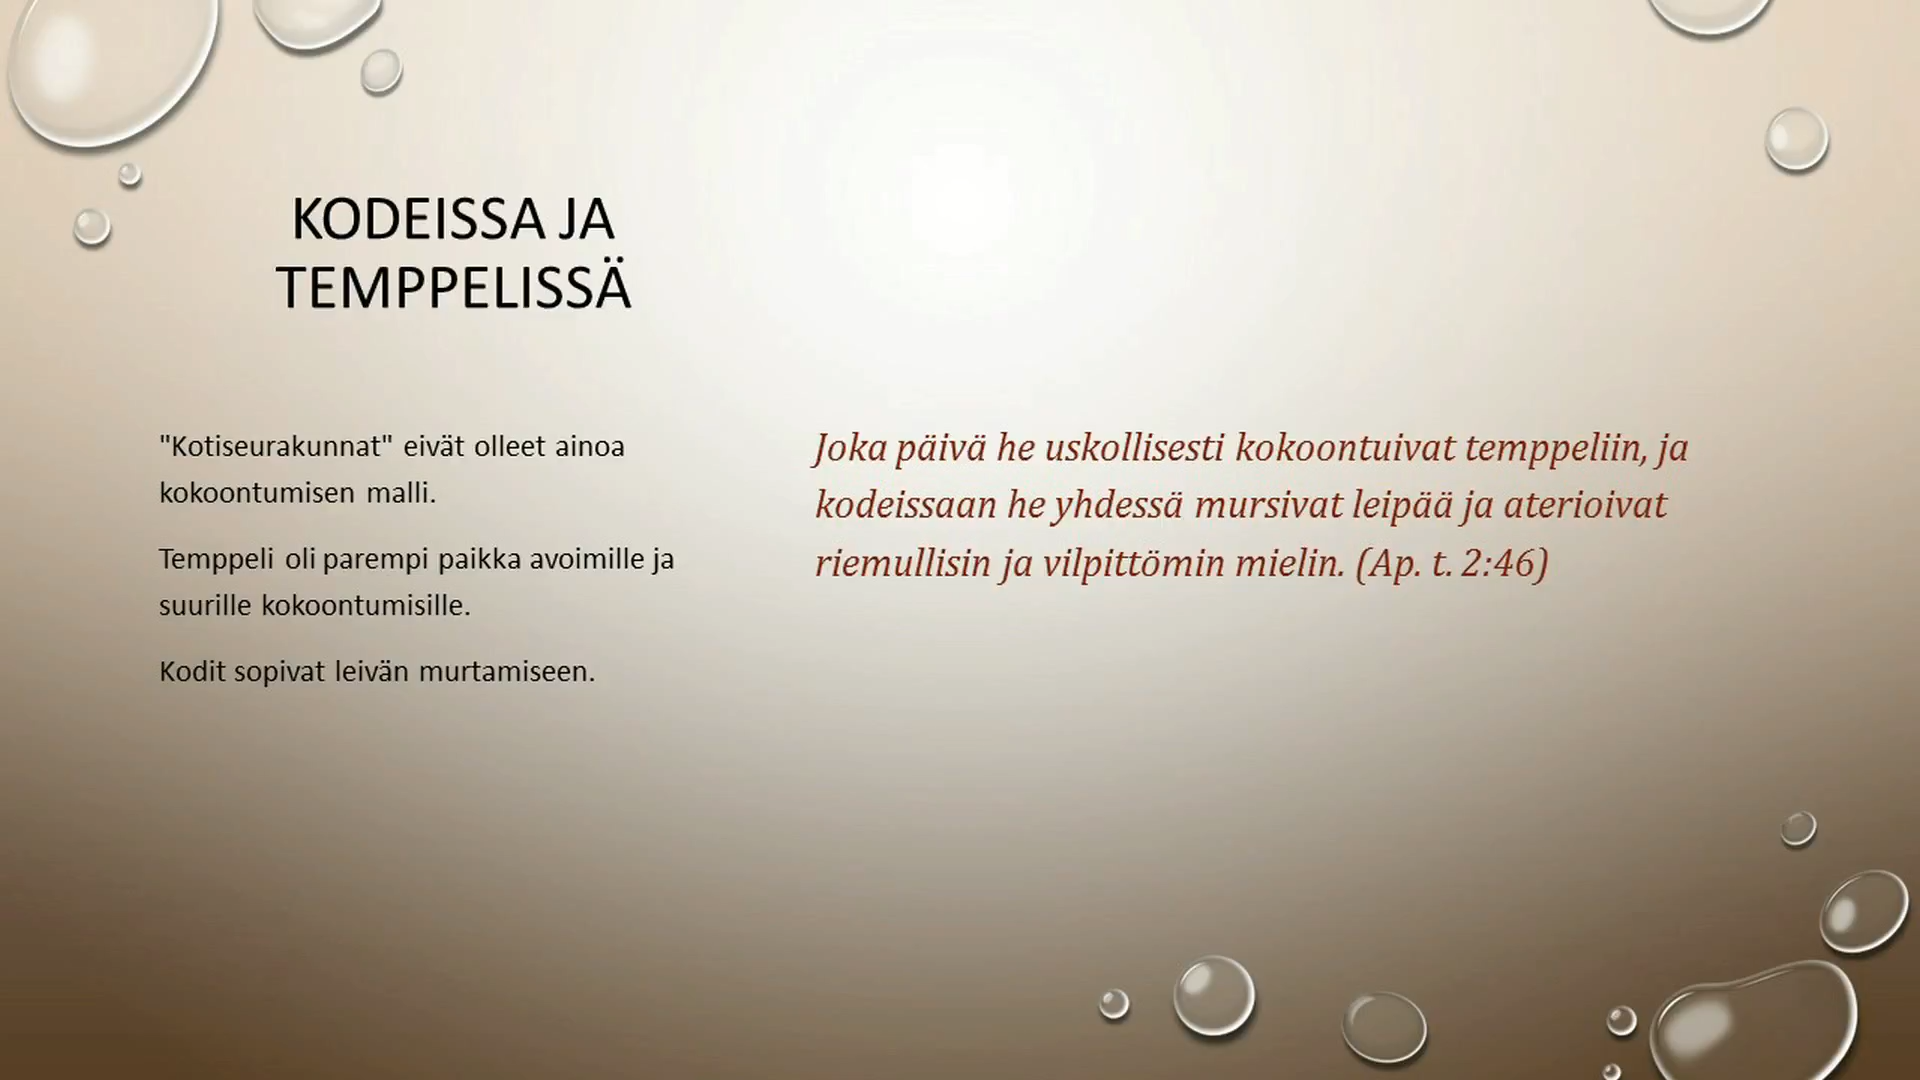 KODEISSA JA
TEMPPELISSÄ
"Kotiseurakunnat" eivät olleet ainoa
kokoontumisen malli.
Temppeli oli parempi paikka avoimille ja
suurille kokoontumisille.
Kodit sopivat leivän murtamiseen.
Joka päivä he uskollisesti kokoontuivat temppeliin, ja
kodeissaan he yhdessä mursivat leipää ja aterioivat
riemullisin ja vilpittömin mielin. (Ap. t. 2:46)